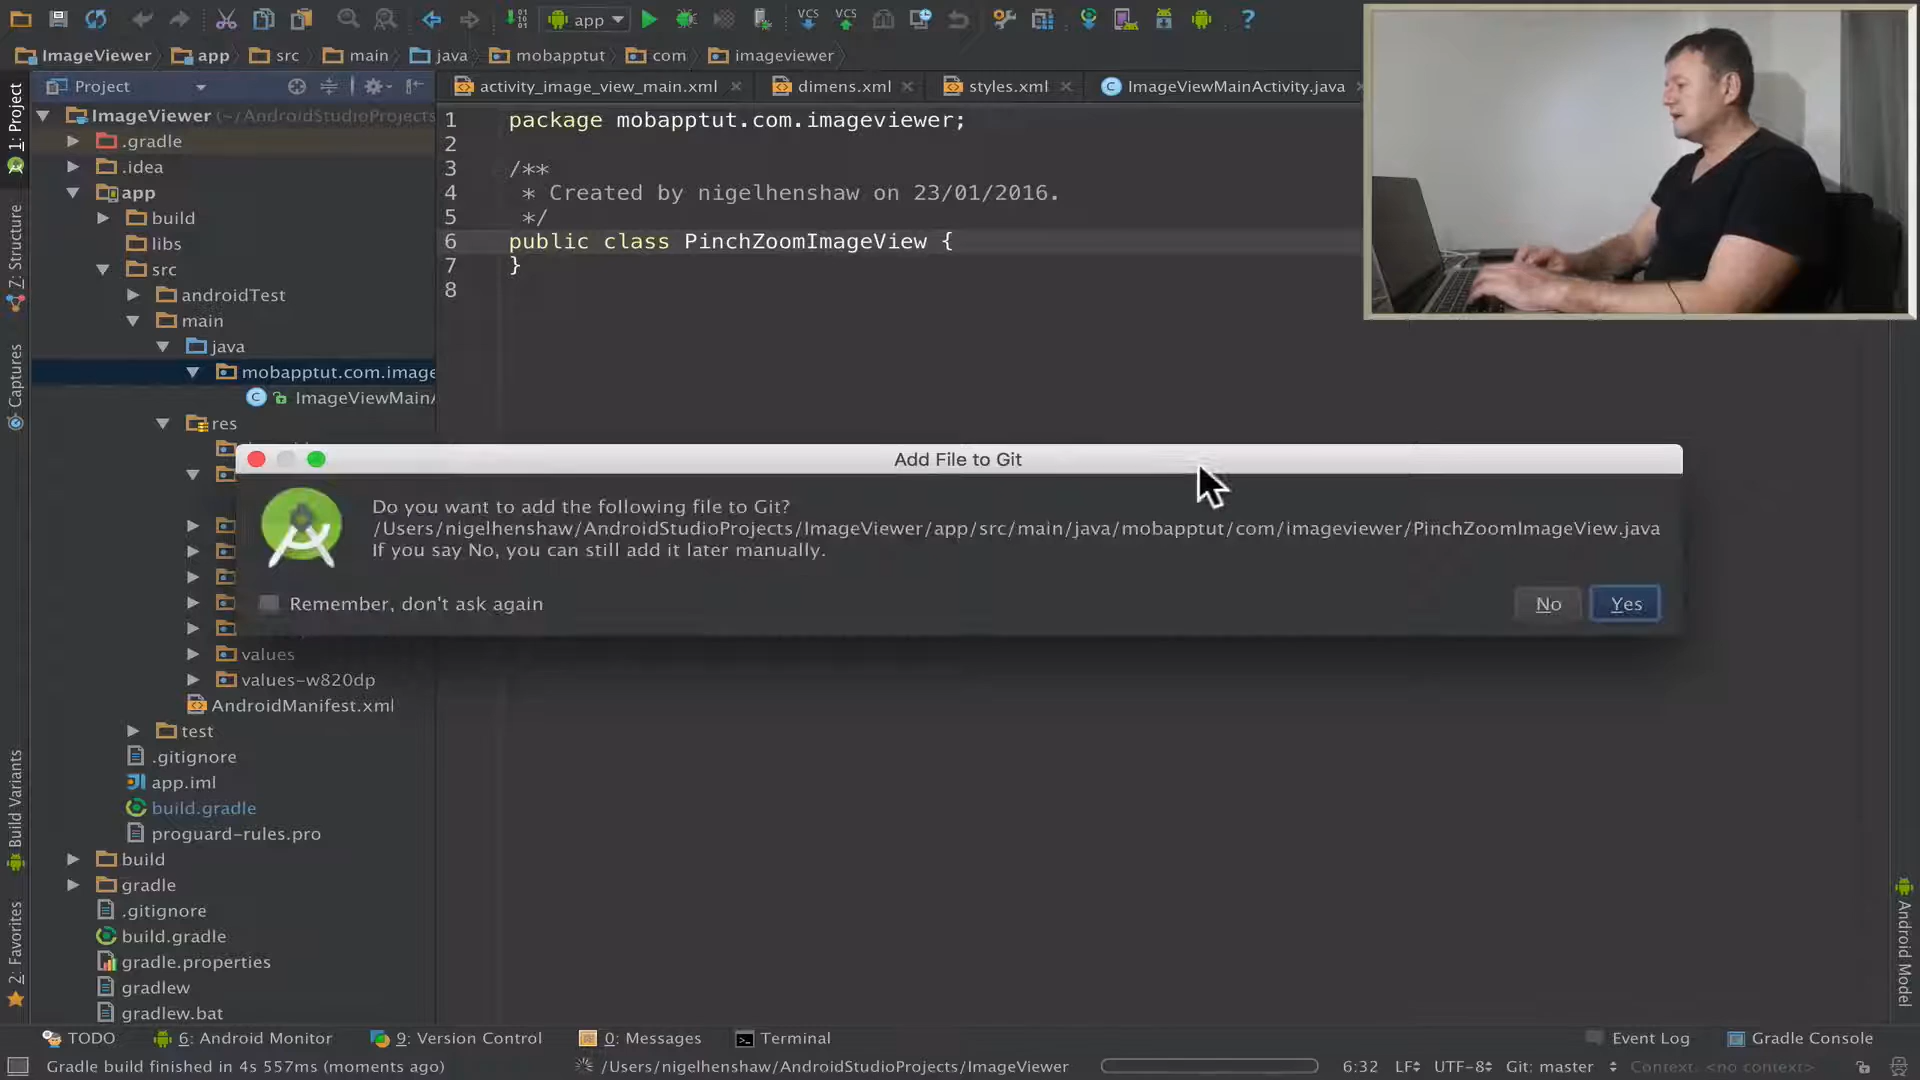 app
ImageViewer
app
src
main
java
mobapptut
com
imageviewer
Project
activity_image_view_main.xml
dimens.xml
styles.xml
ImageViewMainActivity.java
1: Project
7: Structure
Captures
Build Variants
2: Favorites
Android Model
ImageViewer (~/AndroidStudioProjects
.gradle
.idea
app
build
libs
src
androidTest
main
java
mobapptut.com.image
ImageViewMainA
res
values
values-w820dp
AndroidManifest.xml
test
.gitignore
app.iml
build.gradle
proguard-rules.pro
build
gradle
.gitignore
build.gradle
gradle.properties
gradlew
gradlew.bat
1 package mobapptut.com.imageviewer;
2
3 /**
4 * Created by nigelhenshaw on 23/01/2016.
5 */
6 public class PinchZoomImageView {
7 }
8
Add File to Git
Do you want to add the following file to Git?
/Users/nigelhenshaw/AndroidStudioProjects/ImageViewer/app/src/main/java/mobapptut/com/imageviewer/PinchZoomImageView.java
If you say No, you can still add it later manually.
Remember, don't ask again
No
Yes
TODO
6: Android Monitor
9: Version Control
0: Messages
Terminal
Event Log
Gradle Console
Gradle build finished in 4s 557ms (moments ago)
/Users/nigelhenshaw/AndroidStudioProjects/ImageViewer
6:32
LF
UTF-8
Git: master
Context: <no context>